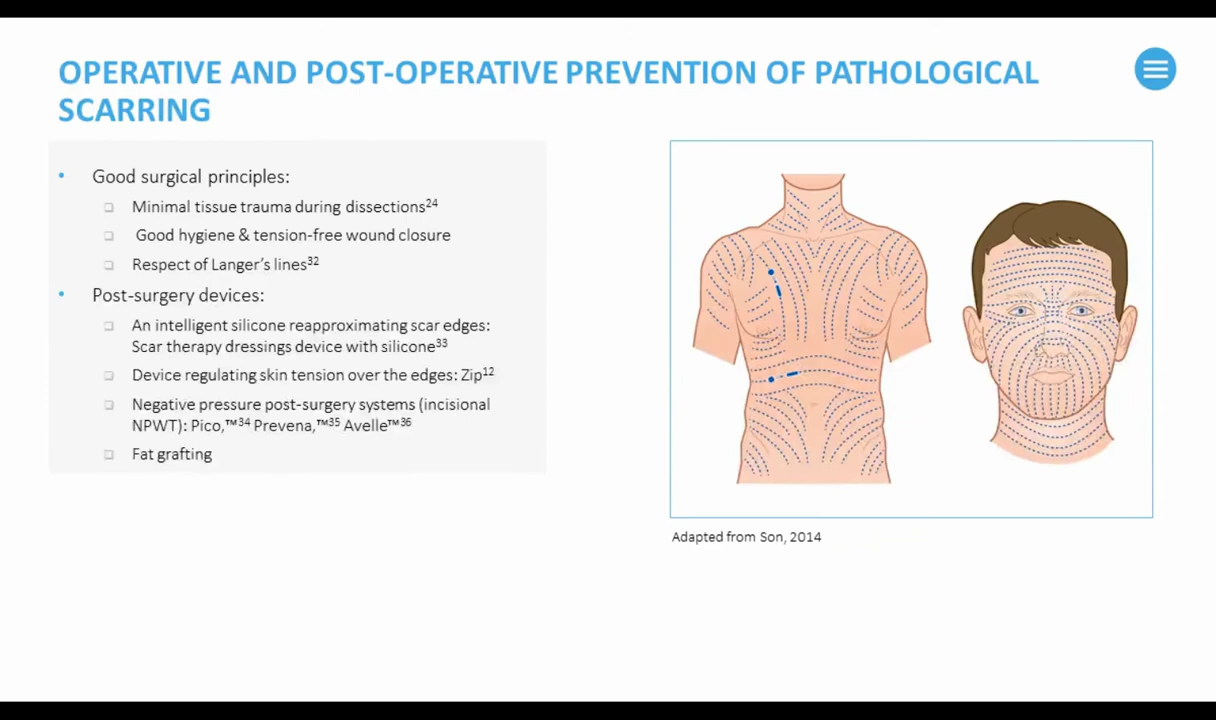 OPERATIVE AND POST-OPERATIVE PREVENTION OF PATHOLOGICAL
SCARRING
• Good surgical principles:
❑ Minimal tissue trauma during dissections²⁴
❑ Good hygiene & tension-free wound closure
❑ Respect of Langer’s lines³²
• Post-surgery devices:
❑ An intelligent silicone reapproximating scar edges:
Scar therapy dressings device with silicone³³
❑ Device regulating skin tension over the edges: Zip¹²
❑ Negative pressure post-surgery systems (incisional
NPWT): Pico,™³⁴ Prevena,™³⁵ Avelle™³⁶
❑ Fat grafting
Adapted from Son, 2014